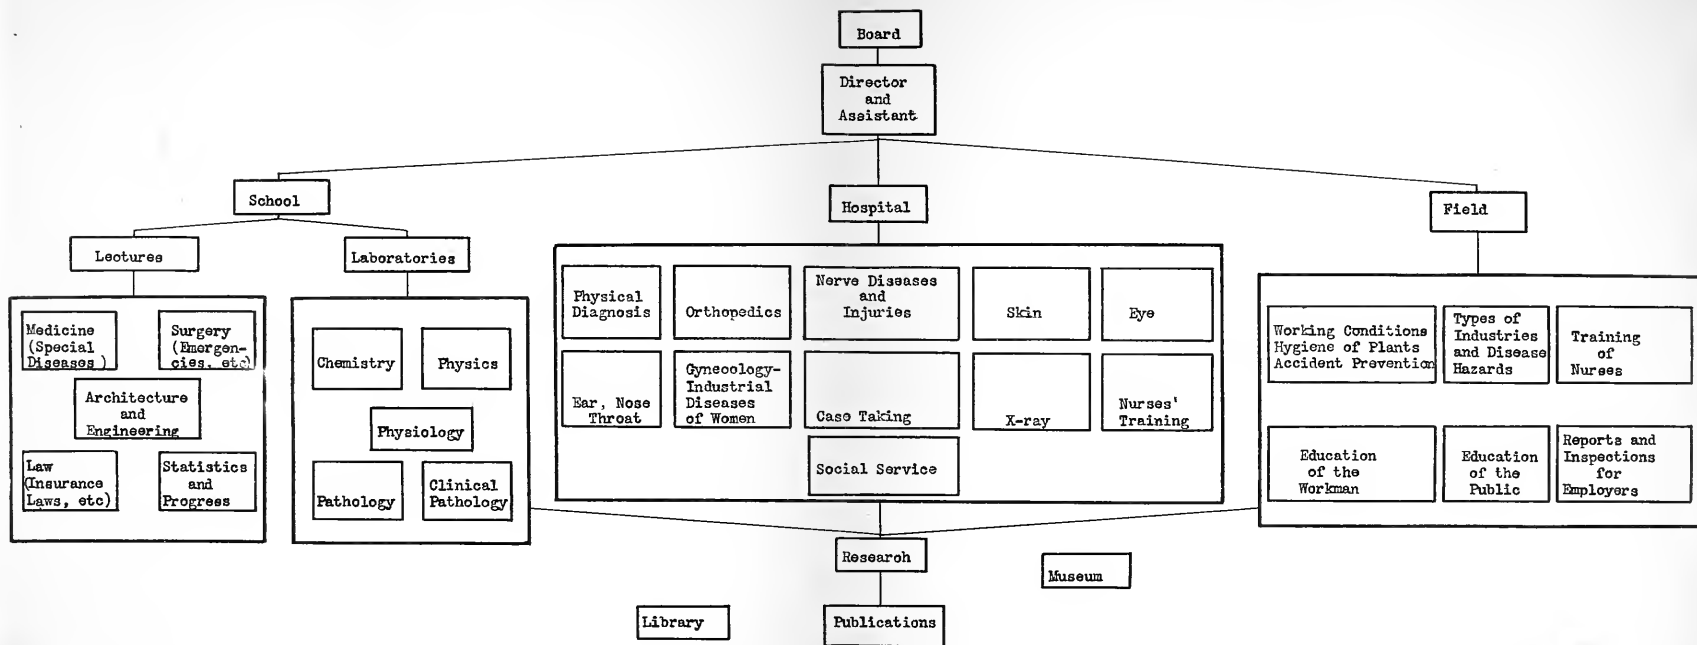 Board
Director
and
Assistant
School
Hospital
Field
Lectures
Laboratories
Medicine
(Special
Diseases)
Surgery
(Emergen-
cies, etc)
Architecture
and
Engineering
Law
(Insurance
Laws, etc)
Statistics
and
Progress
Chemistry
Physics
Physiology
Pathology
Clinical
Pathology
Physical
Diagnosis
Orthopedics
Nerve Diseases
and
Injuries
Skin
Eye
Ear, Nose
Throat
Gynecology-
Industrial
Diseases
of Women
Case Taking
X-ray
Nurses'
Training
Social Service
Working Conditions
Hygiene of Plants
Accident Prevention
Types of
Industries
and Disease
Hazards
Training
of
Nurses
Education
of the
Workman
Education
of the
Public
Reports and
Inspections
for
Employers
Research
Museum
Library
Publications